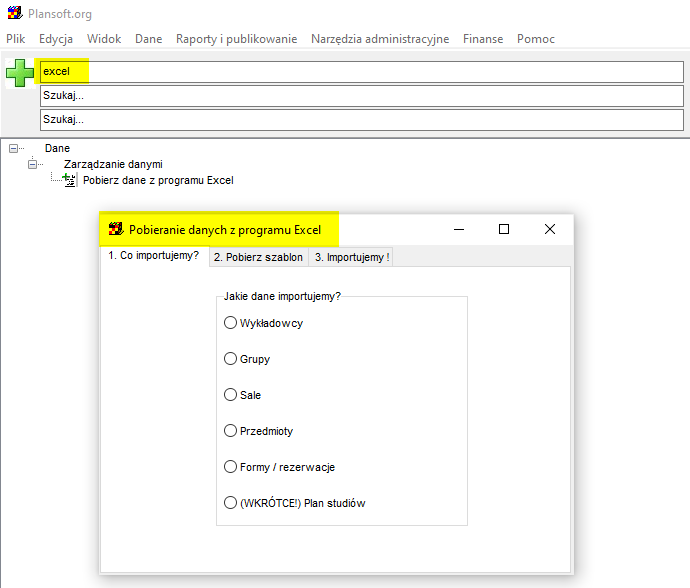 Plansoft.org
Plik Edycja Widok Dane Raporty i publikowanie Narzędzia administracyjne Finanse Pomoc
excel
Szukaj...
Szukaj...
Dane
Zarządzanie danymi
Pobierz dane z programu Excel
Pobieranie danych z programu Excel
1. Co importujemy? 2. Pobierz szablon 3. Importujemy !
Jakie dane importujemy?
Wykładowcy
Grupy
Sale
Przedmioty
Formy / rezerwacje
(WKRÓTCE!) Plan studiów